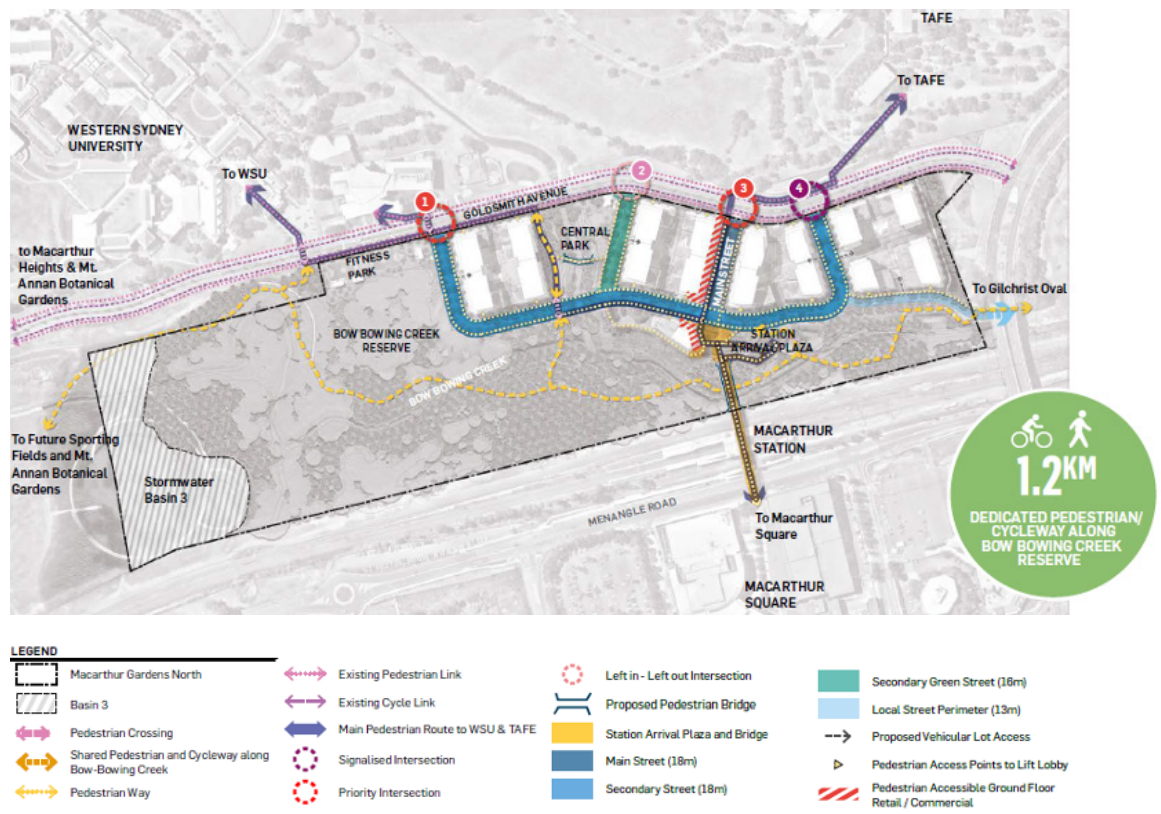 TAFE
To TAFE
WESTERN SYDNEY
UNIVERSITY
To WSU
2
3
4
1
GOLDSMITH AVENUE
CENTRAL
PARK
FITNESS
PARK
MAINSTREET
to Macarthur
Heights & Mt.
Annan Botanical
Gardens
To Gilchrist Oval
BOW BOWING CREEK
RESERVE
STATION
ARRIVAL PLAZA
BOW BOWING CREEK
To Future Sporting
Fields and Mt.
Annan Botanical
Gardens
MACARTHUR
STATION
Stormwater
Basin 3
MENANGLE ROAD
To Macarthur
Square
MACARTHUR
SQUARE
1.2KM
DEDICATED PEDESTRIAN/
CYCLEWAY ALONG
BOW BOWING CREEK
RESERVE
LEGEND
Macarthur Gardens North
Basin 3
Pedestrian Crossing
Shared Pedestrian and Cycleway along
Bow-Bowing Creek
Pedestrian Way
Existing Pedestrian Link
Existing Cycle Link
Main Pedestrian Route to WSU & TAFE
Signalised Intersection
Priority Intersection
Left in - Left out Intersection
Proposed Pedestrian Bridge
Station Arrival Plaza and Bridge
Main Street (18m)
Secondary Street (18m)
Secondary Green Street (16m)
Local Street Perimeter (13m)
Proposed Vehicular Lot Access
Pedestrian Access Points to Lift Lobby
Pedestrian Accessible Ground Floor
Retail / Commercial